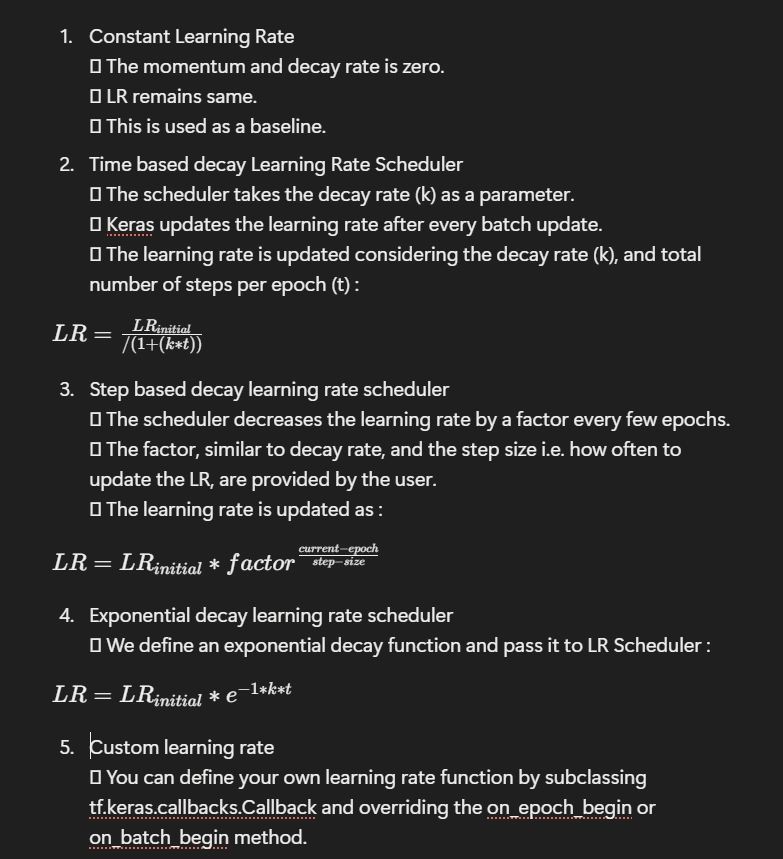 1. Constant Learning Rate
▯ The momentum and decay rate is zero.
▯ LR remains same.
▯ This is used as a baseline.
2. Time based decay Learning Rate Scheduler
▯ The scheduler takes the decay rate (k) as a parameter.
▯ Keras updates the learning rate after every batch update.
▯ The learning rate is updated considering the decay rate (k), and total
number of steps per epoch (t) :
LR = \frac{LR_{initial}}{/(1+(k*t))}
3. Step based decay learning rate scheduler
▯ The scheduler decreases the learning rate by a factor every few epochs.
▯ The factor, similar to decay rate, and the step size i.e. how often to
update the LR, are provided by the user.
▯ The learning rate is updated as :
LR = LR_{initial} * factor^{\frac{current-epoch}{step-size}}
4. Exponential decay learning rate scheduler
▯ We define an exponential decay function and pass it to LR Scheduler :
LR = LR_{initial} * e^{-1*k*t}
5. Custom learning rate
▯ You can define your own learning rate function by subclassing
tf.keras.callbacks.Callback and overriding the on_epoch_begin or
on_batch_begin method.